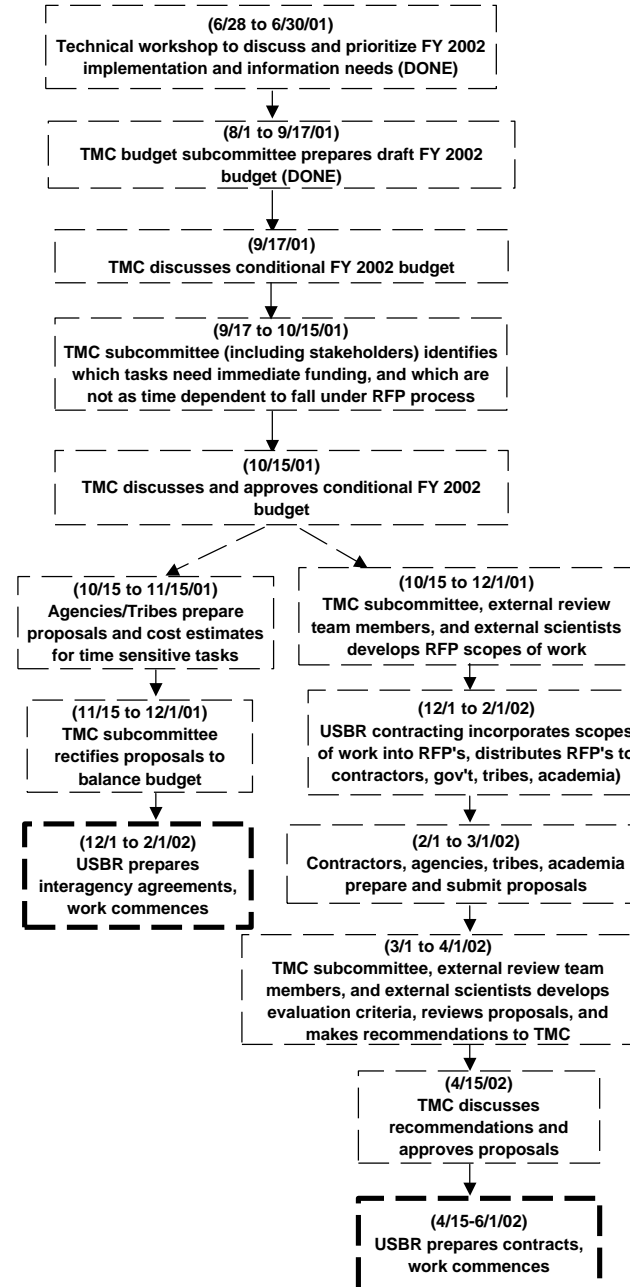 (6/28 to 6/30/01)
Technical workshop to discuss and prioritize FY 2002
implementation and information needs (DONE)
(8/1 to 9/17/01)
TMC budget subcommittee prepares draft FY 2002
budget (DONE)
(9/17/01)
TMC discusses conditional FY 2002 budget
(9/17 to 10/15/01)
TMC subcommittee (including stakeholders) identifies
which tasks need immediate funding, and which are
not as time dependent to fall under RFP process
(10/15/01)
TMC discusses and approves conditional FY 2002
budget
(10/15 to 11/15/01)
Agencies/Tribes prepare
proposals and cost estimates
for time sensitive tasks
(11/15 to 12/1/01)
TMC subcommittee
rectifies proposals to
balance budget
(12/1 to 2/1/02)
USBR prepares
interagency agreements,
work commences
(10/15 to 12/1/01)
TMC subcommittee, external review
team members, and external scientists
develops RFP scopes of work
(12/1 to 2/1/02)
USBR contracting incorporates scopes
of work into RFP's, distributes RFP's to
contractors, gov't, tribes, academia)
(2/1 to 3/1/02)
Contractors, agencies, tribes, academia
prepare and submit proposals
(3/1 to 4/1/02)
TMC subcommittee, external review team
members, and external scientists develops
evaluation criteria, reviews proposals, and
makes recommendations to TMC
(4/15/02)
TMC discusses
recommendations and
approves proposals
(4/15-6/1/02)
USBR prepares contracts,
work commences